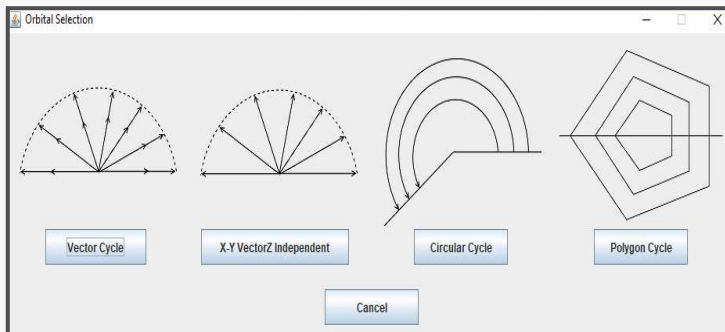 Orbital Selection
Vector Cycle
X-Y VectorZ Independent
Circular Cycle
Polygon Cycle
Cancel